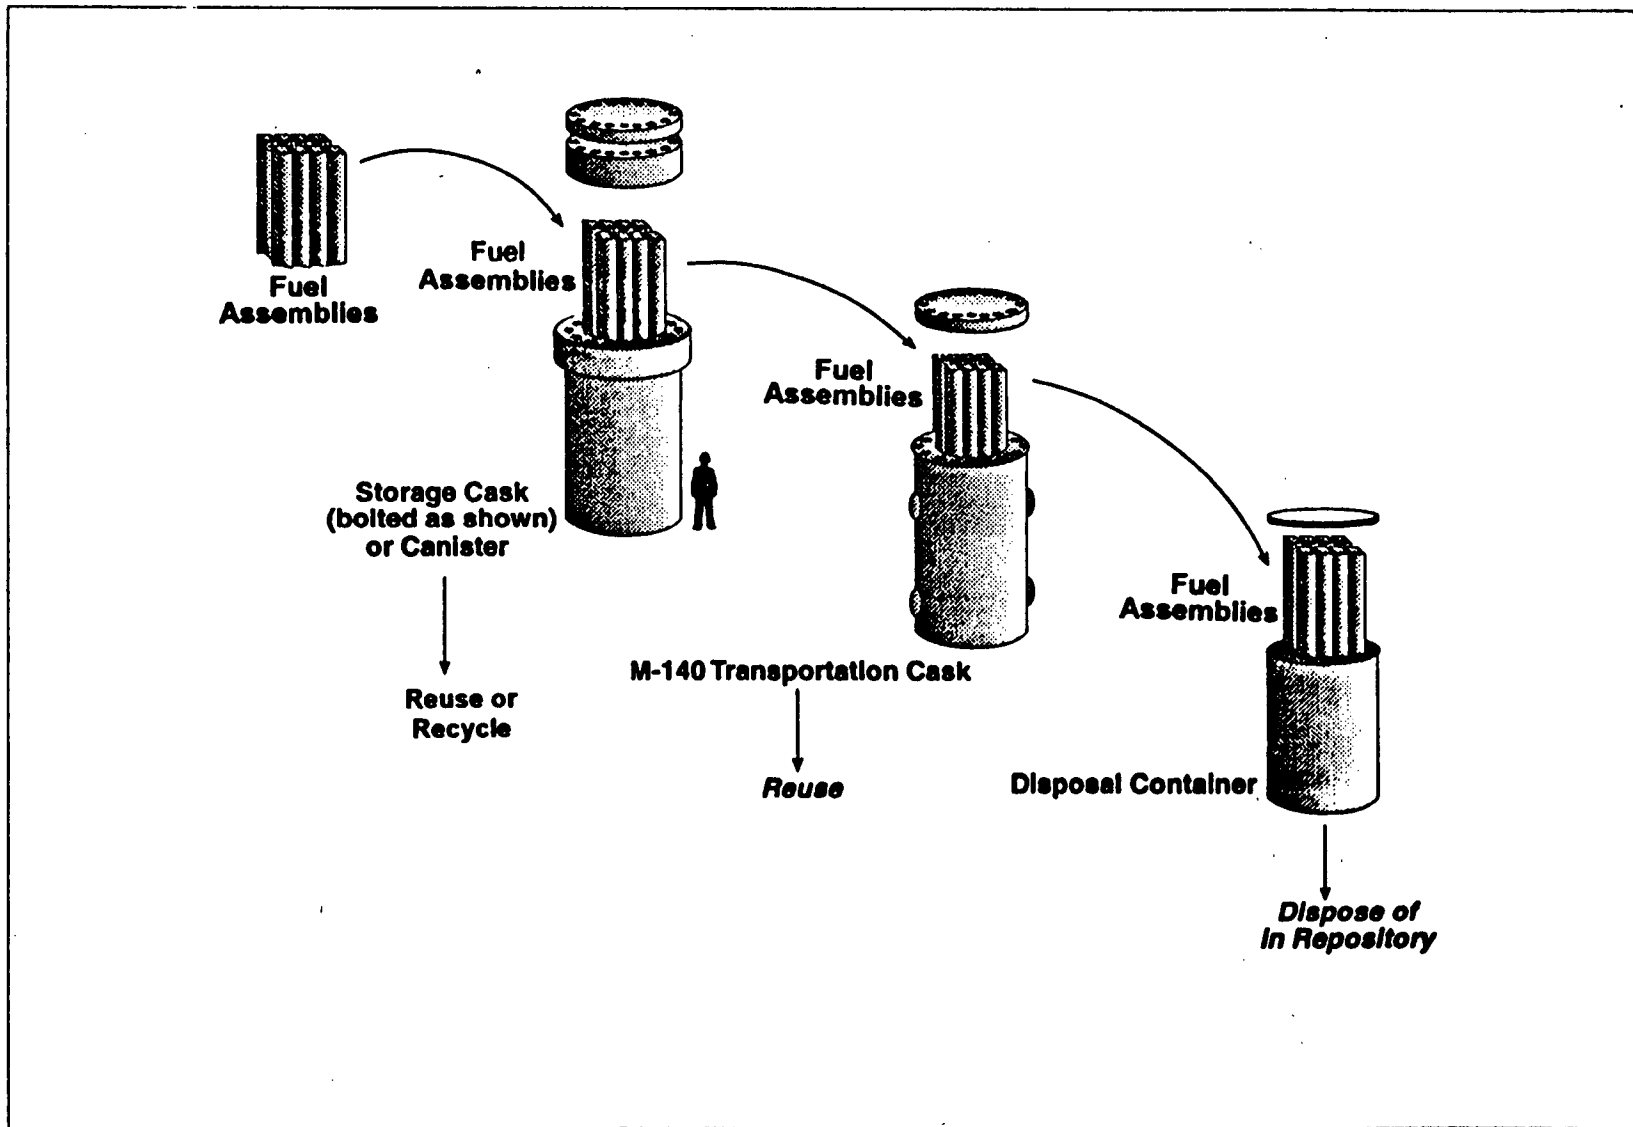 Fuel
Assemblies
Fuel
Assemblies
Fuel
Assemblies
Storage Cask
(bolted as shown)
or Canister
Fuel
Assemblies
M-140 Transportation Cask
Reuse or
Recycle
Reuse
Disposal Container
Dispose of
in Repository